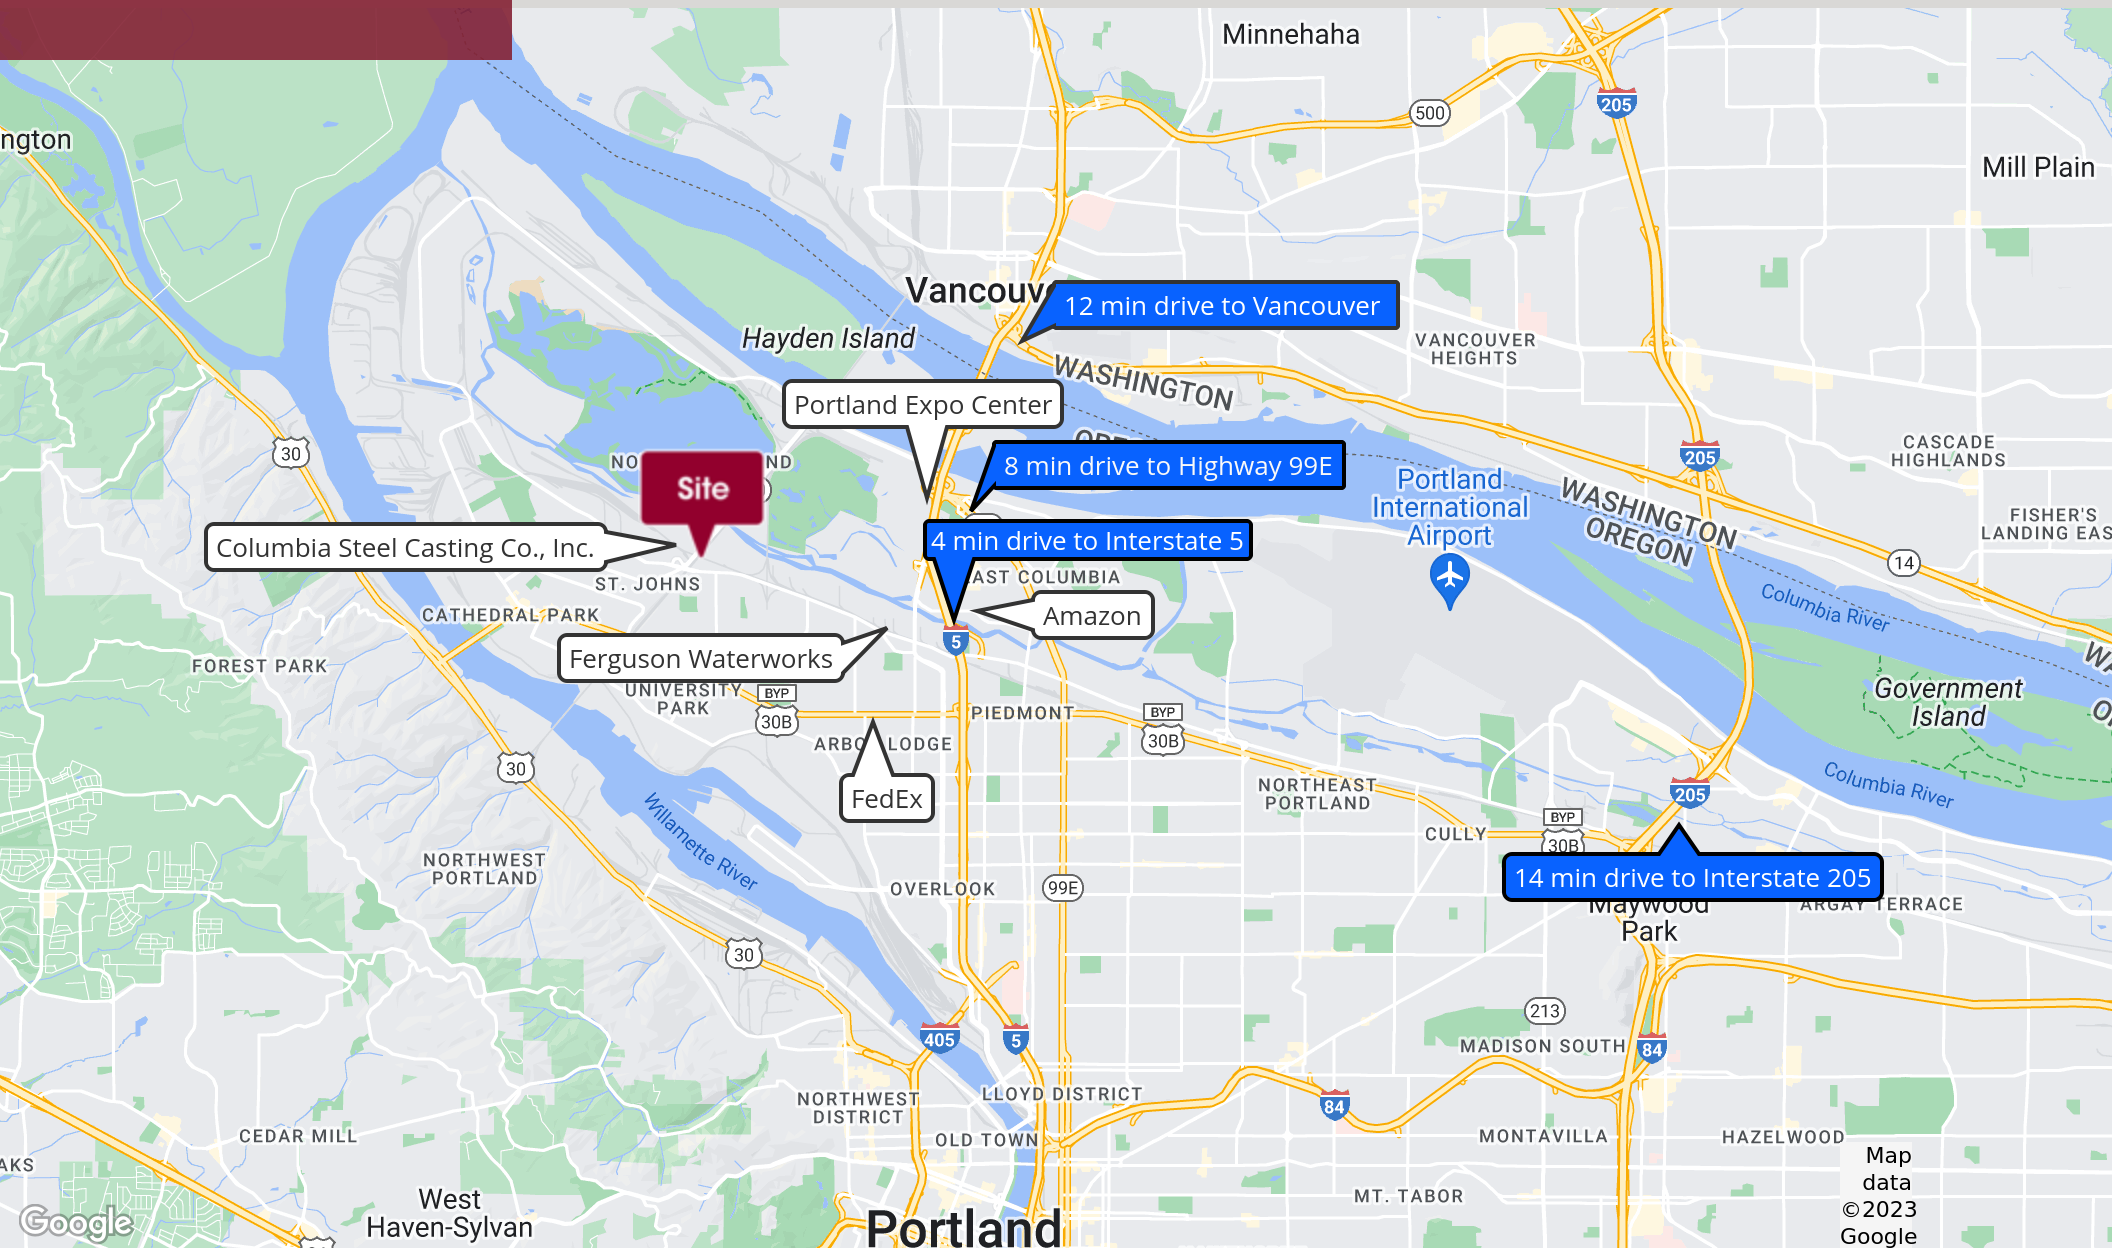 Minnehaha
205
500
ngton
Mill Plain
Vancouv
12 min drive to Vancouver
Hayden Island
VANCOUVER
HEIGHTS
WASHINGTON
Portland Expo Center
8 min drive to Highway 99E
30
NO
ND
Site
205
CASCADE
HIGHLANDS
Portland
International
Airport
WASHINGTON
OREGON
FISHER'S
LANDING EAS
14
Columbia Steel Casting Co., Inc.
4 min drive to Interstate 5
ST. JOHNS
AST COLUMBIA
CATHEDRAL PARK
Amazon
Columbia River
5
Ferguson Waterworks
FOREST PARK
UNIVERSITY
PARK
BYP
30B
PIEDMONT
BYP
30B
Government
Island
WA
O
ARBO
LODGE
30
FedEx
NORTHEAST
PORTLAND
205
Columbia River
Willamette River
CULLY
BYP
30B
NORTHWEST
PORTLAND
OVERLOOK
99E
14 min drive to Interstate 205
Maywood
Park
ARGAY TERRACE
30
213
405
5
MADISON SOUTH
84
LLOYD DISTRICT
NORTHWEST
DISTRICT
84
CEDAR MILL
OLD TOWN
MONTAVILLA
HAZELWOOD
AKS
West
Haven-Sylvan
MT. TABOR
Portland
Google
Map
data
©2023
Google